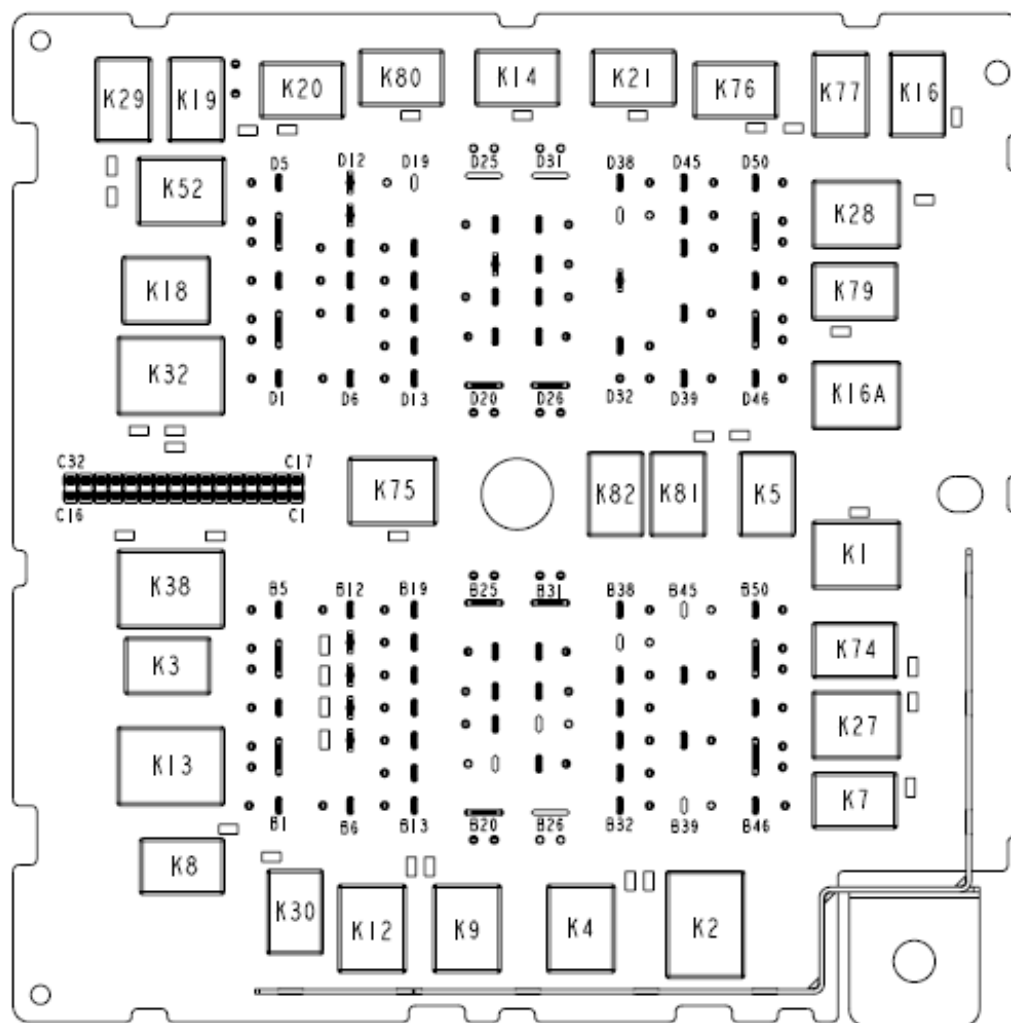 K29 K19 K20 K80 K14 K21 K76 K77 K16
D5 D12 D19 D25 D31 D38 D45 D50
K52 K28
K18 K79
K32 K16A
D1 D6 D13 D20 D26 D32 D39 D46
C32 C17
K75 K82 K81 K5
C16 C1
K38 K1
B5 B12 B19 B25 B31 B38 B45 B50
K3 K74
K13 K27
K7
B1 B6 B13 B20 B26 B32 B39 B46
K8
K30 K12 K9 K4 K2